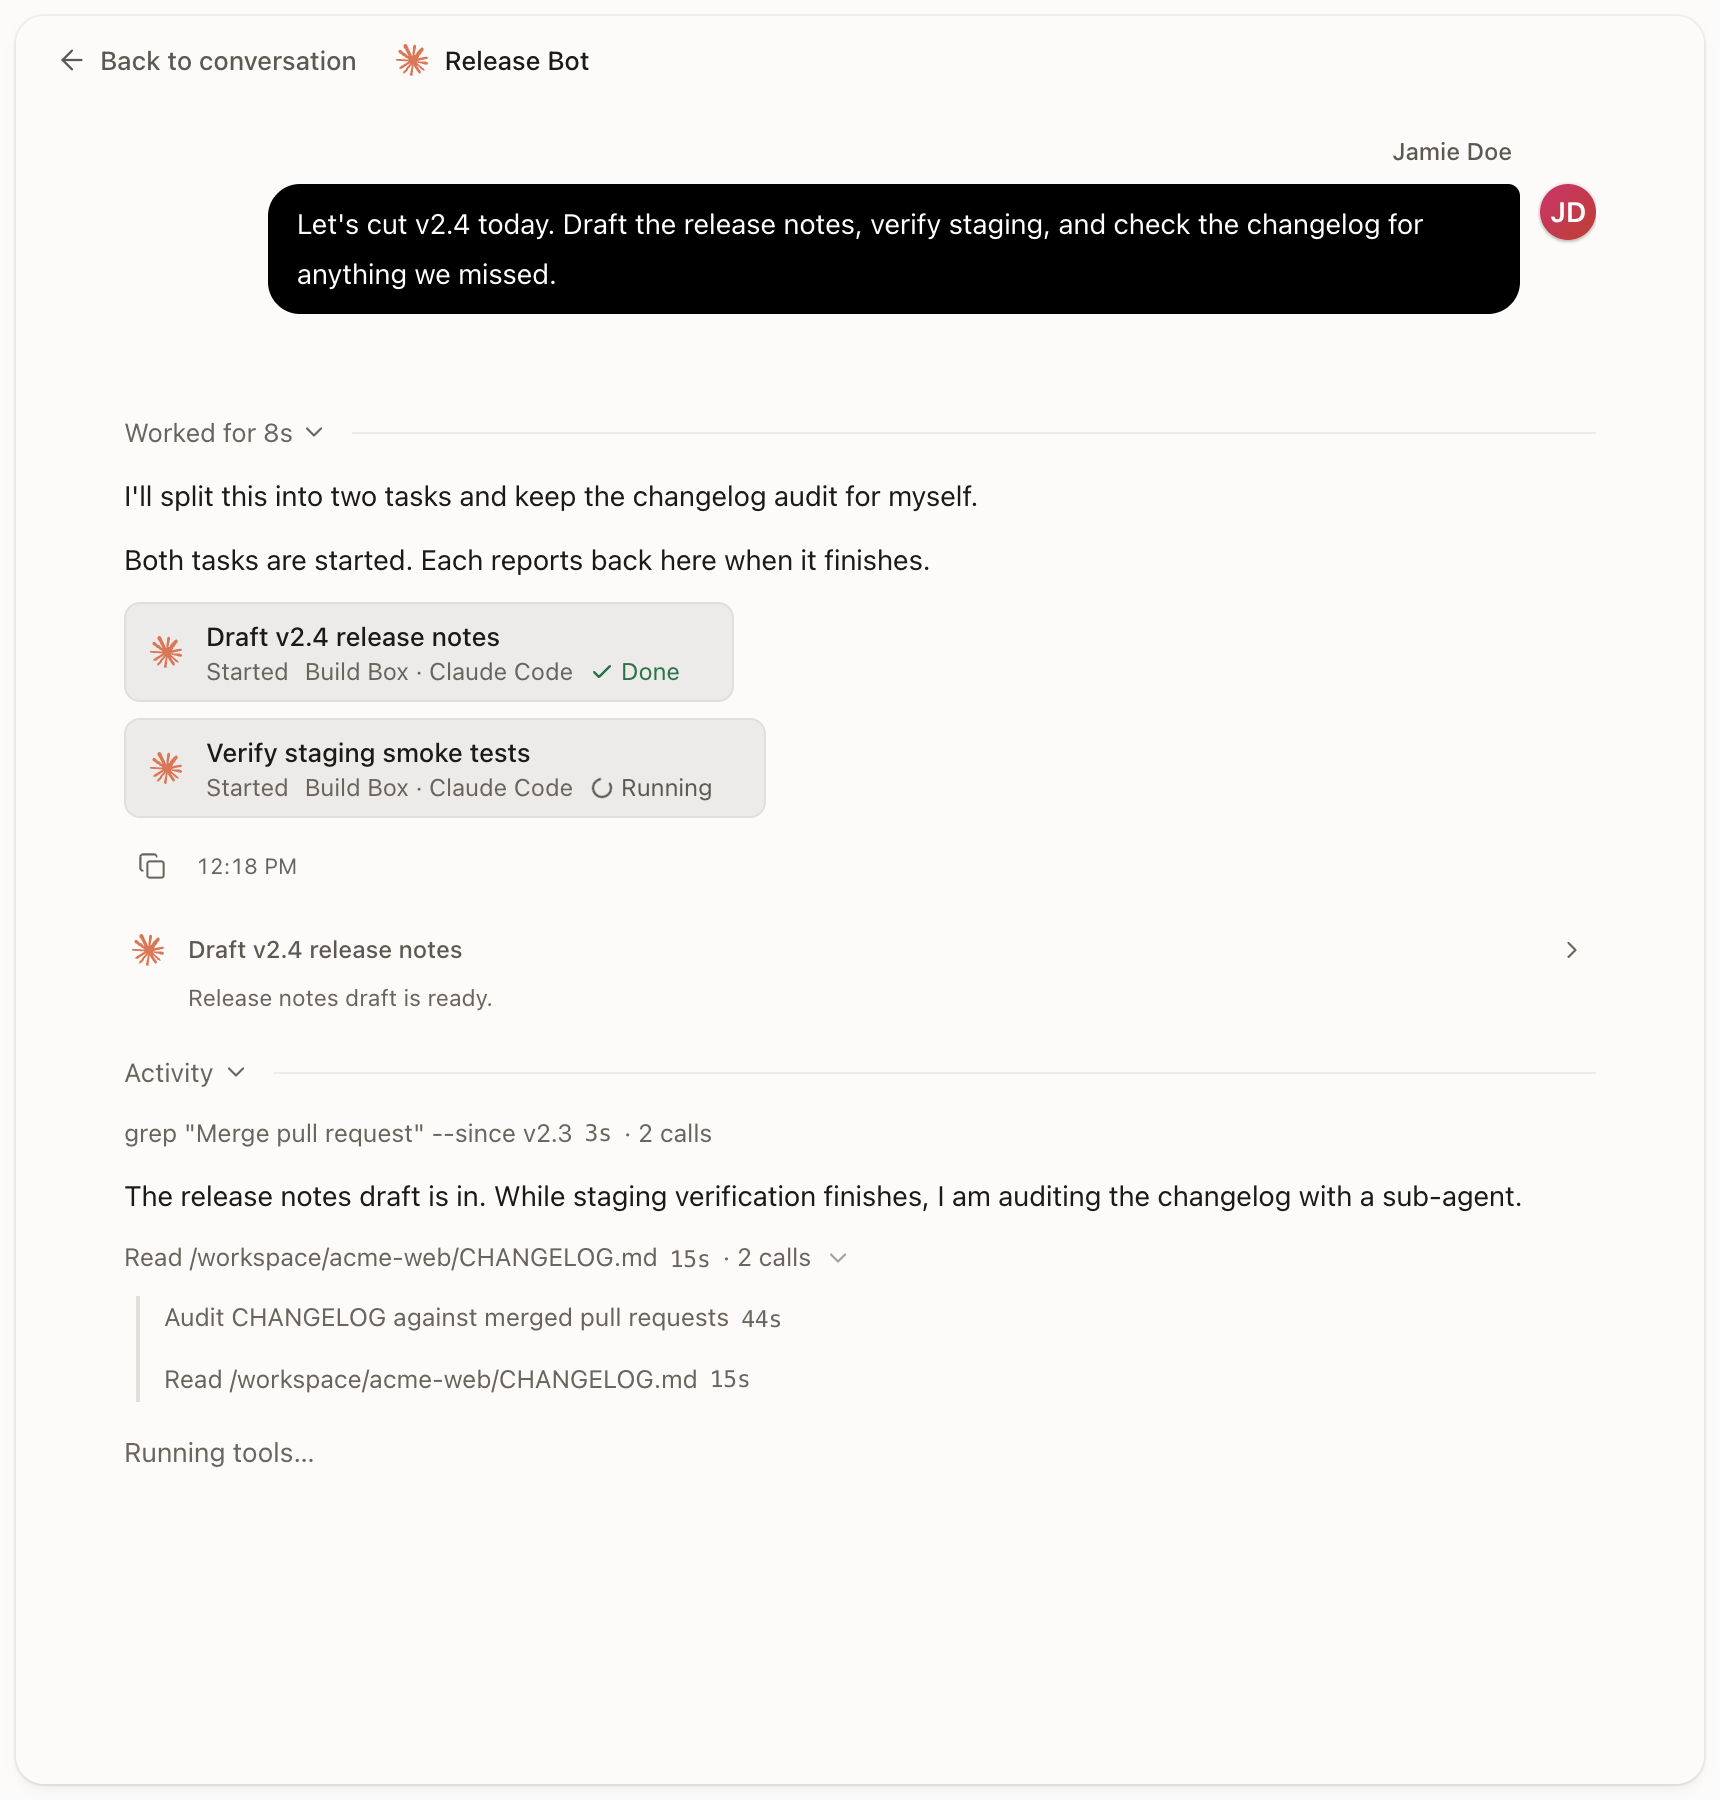 Back to conversation
Release Bot
Jamie Doe
Let's cut v2.4 today. Draft the release notes, verify staging, and check the changelog for
anything we missed.
JD
Worked for 8s
I'll split this into two tasks and keep the changelog audit for myself.
Both tasks are started. Each reports back here when it finishes.
Draft v2.4 release notes
Started Build Box · Claude Code Done
Verify staging smoke tests
Started Build Box · Claude Code Running
12:18 PM
Draft v2.4 release notes
Release notes draft is ready.
Activity
grep "Merge pull request" --since v2.3 3s · 2 calls
The release notes draft is in. While staging verification finishes, I am auditing the changelog with a sub-agent.
Read /workspace/acme-web/CHANGELOG.md 15s · 2 calls
Audit CHANGELOG against merged pull requests 44s
Read /workspace/acme-web/CHANGELOG.md 15s
Running tools...